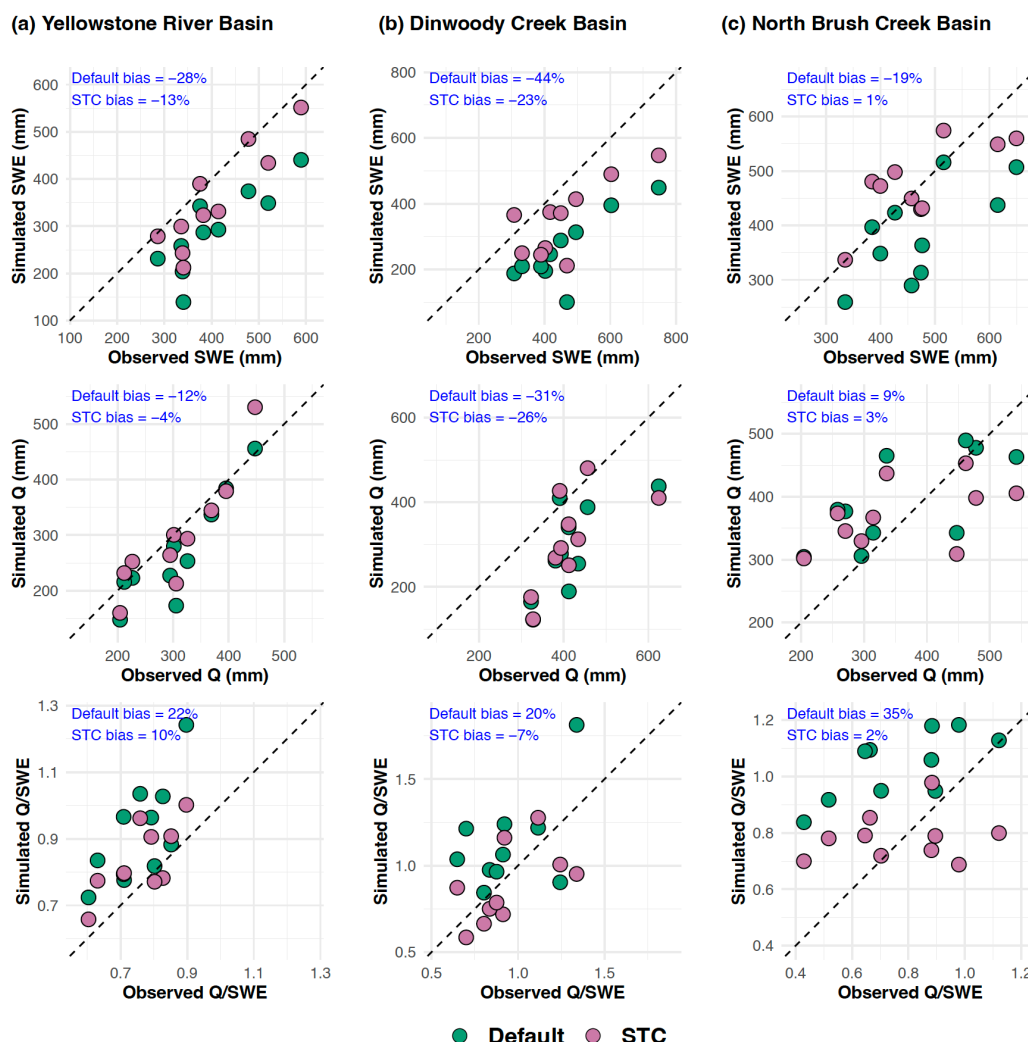 (a) Yellowstone River Basin
(b) Dinwoody Creek Basin
(c) North Brush Creek Basin
Default bias = −28%
STC bias = −13%
Simulated SWE (mm)
600
500
400
300
200
100
100 200 300 400 500 600
Observed SWE (mm)
Default bias = −44%
STC bias = −23%
Simulated SWE (mm)
800
600
400
200
200 400 600 800
Observed SWE (mm)
Default bias = −19%
STC bias = 1%
Simulated SWE (mm)
600
500
400
300
300 400 500 600
Observed SWE (mm)
Default bias = −12%
STC bias = −4%
Simulated Q (mm)
500
400
300
200
200 300 400 500
Observed Q (mm)
Default bias = −31%
STC bias = −26%
Simulated Q (mm)
600
400
200
200 400 600
Observed Q (mm)
Default bias = 9%
STC bias = 3%
Simulated Q (mm)
500
400
300
200
200 300 400 500
Observed Q (mm)
Default bias = 22%
STC bias = 10%
Simulated Q/SWE
1.3
1.1
0.9
0.7
0.7 0.9 1.1 1.3
Observed Q/SWE
Default bias = 20%
STC bias = −7%
Simulated Q/SWE
1.5
1.0
0.5
0.5 1.0 1.5
Observed Q/SWE
Default bias = 35%
STC bias = 2%
Simulated Q/SWE
1.2
1.0
0.8
0.6
0.4
0.4 0.6 0.8 1.0 1.2
Observed Q/SWE
Default STC